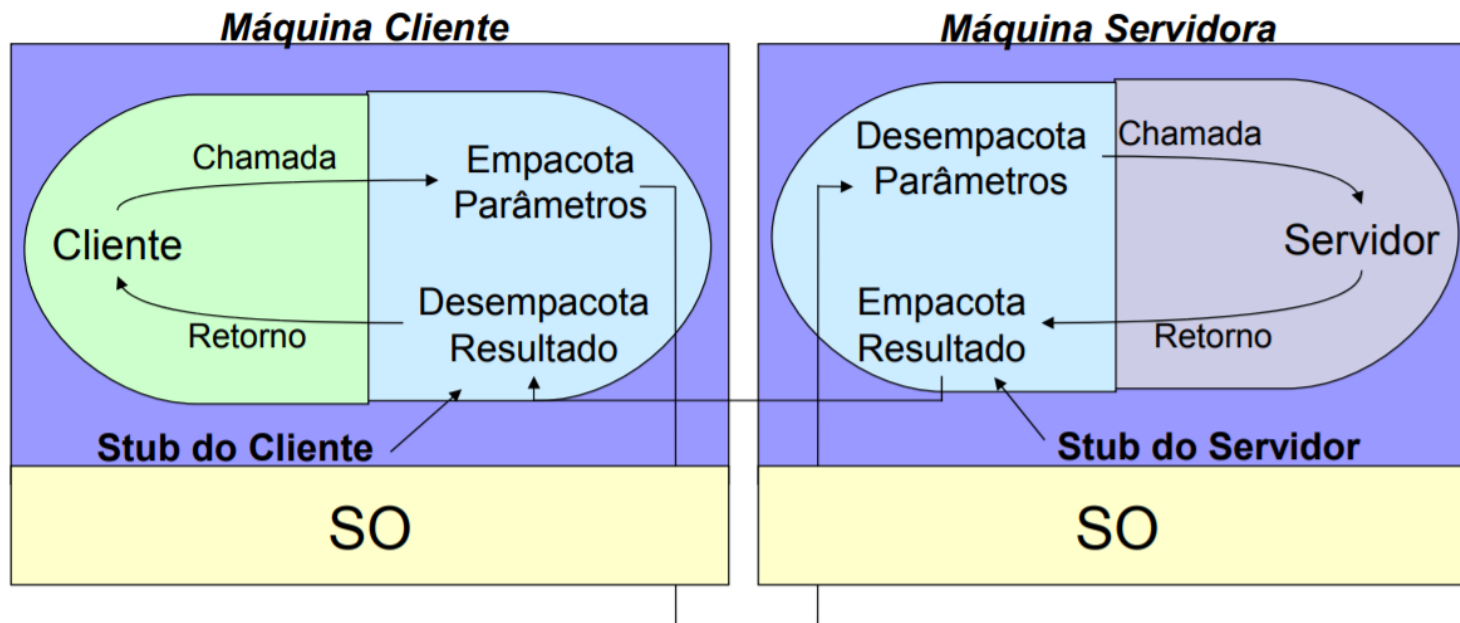 Máquina Cliente
Chamada
Empacota
Parâmetros
Cliente
Desempacota
Resultado
Retorno
Stub do Cliente
SO
Máquina Servidora
Desempacota
Parâmetros
Chamada
Servidor
Empacota
Resultado
Retorno
Stub do Servidor
SO